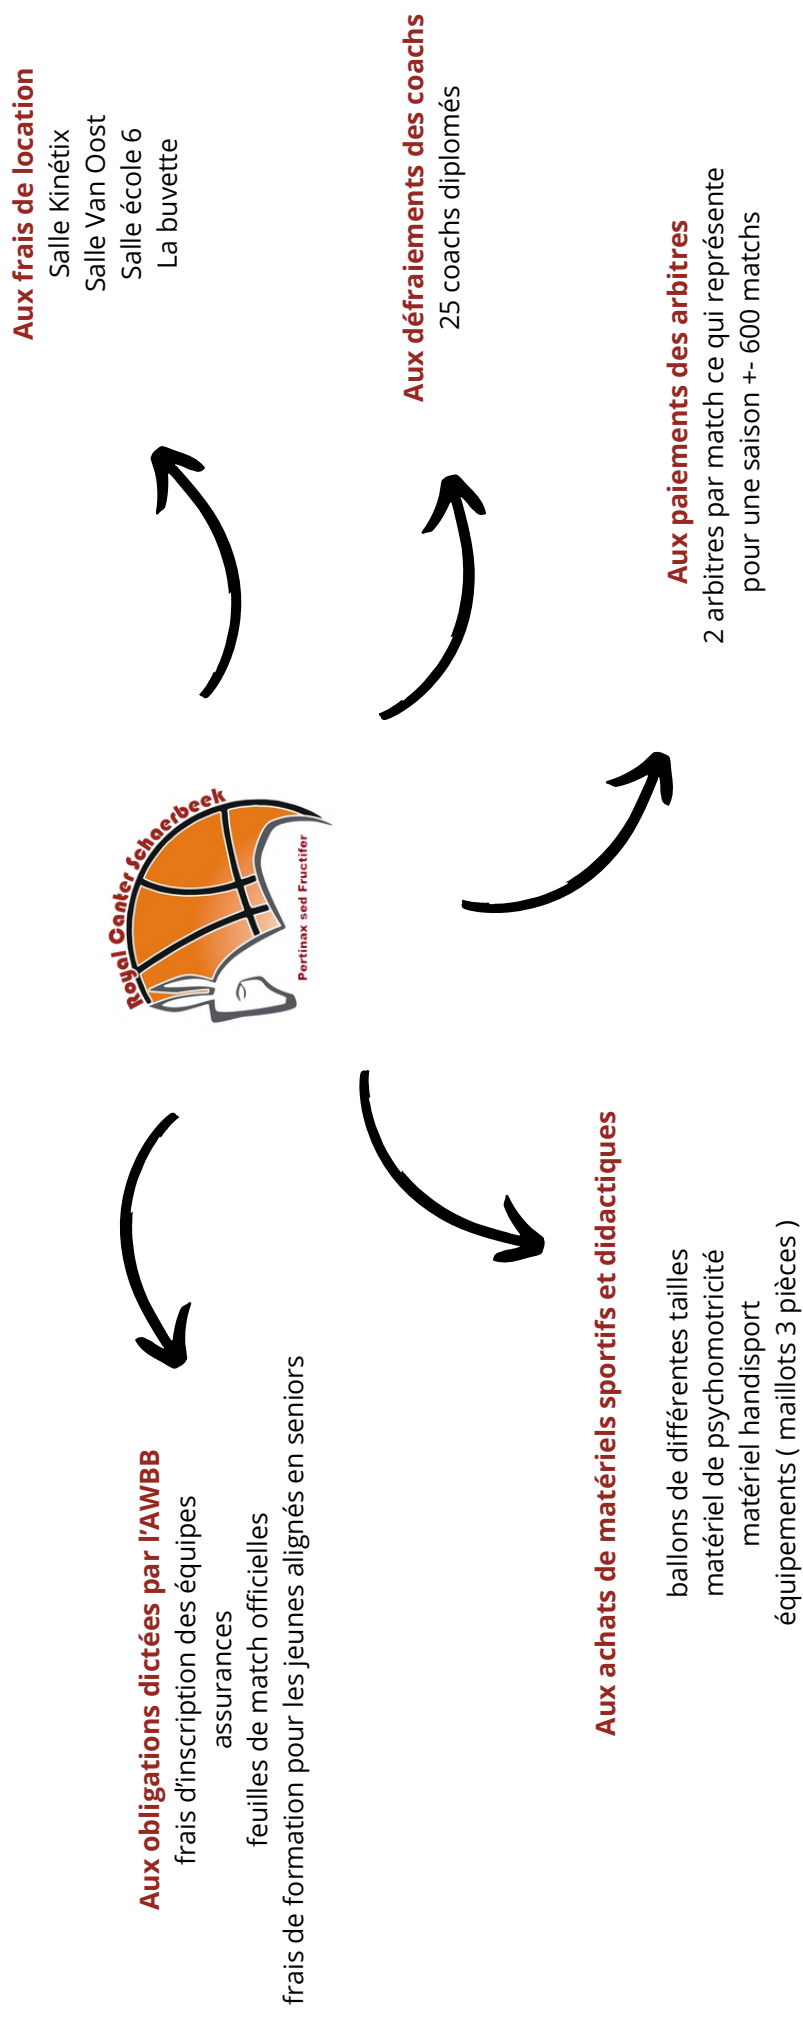 Aux frais de location
Salle Kinétix
Salle Van Oost
Salle école 6
La buvette
Aux défraiements des coachs
25 coachs diplomés
Aux paiements des arbitres
2 arbitres par match ce qui représente
pour une saison +- 600 matchs
Royal Canter Schaerbeek
Pertinax sed Fructifer
Aux obligations dictées par l'AWBB
frais d'inscription des équipes
assurances
feuilles de match officielles
frais de formation pour les jeunes alignés en seniors
Aux achats de matériels sportifs et didactiques
ballons de différentes tailles
matériel de psychomotricité
matériel handisport
équipements ( maillots 3 pièces )